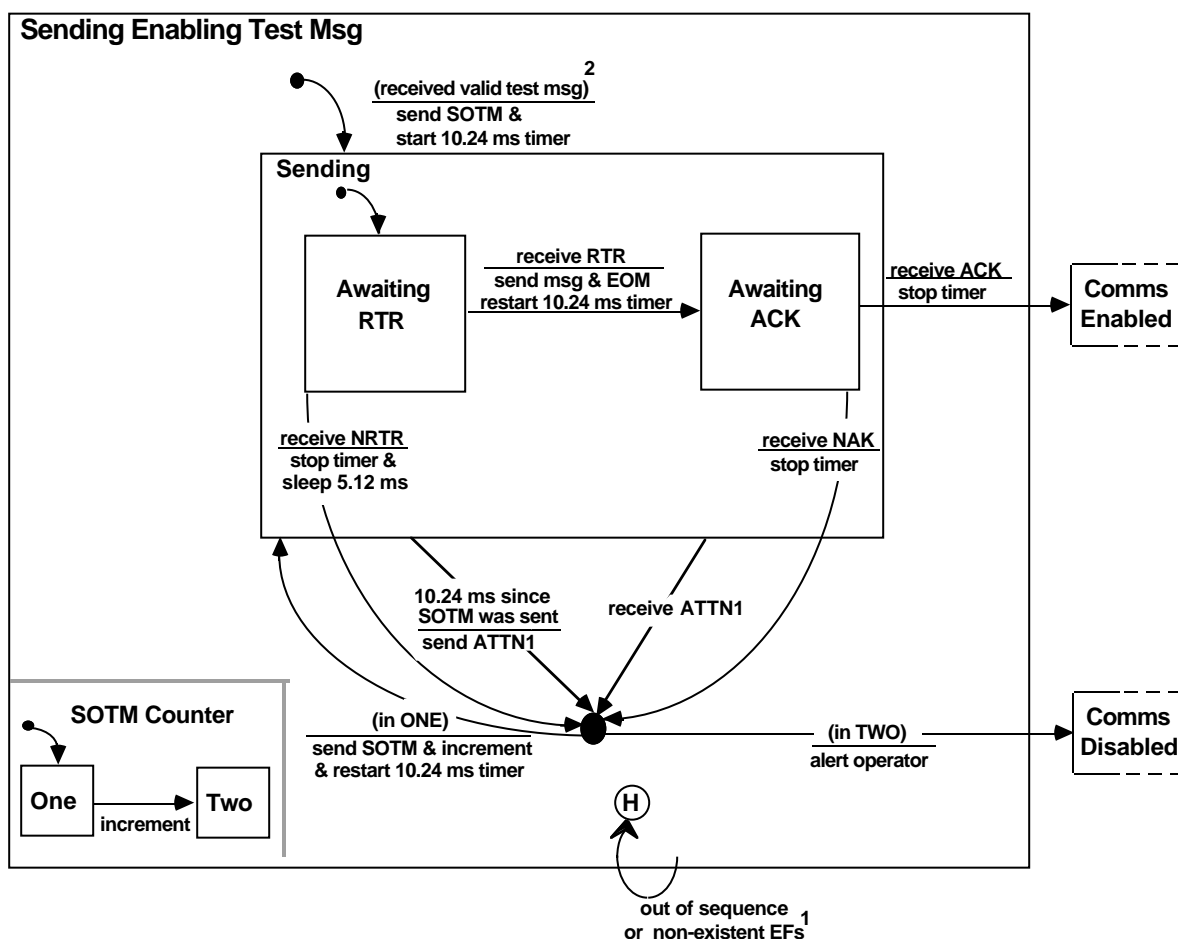 Sending Enabling Test Msg
(received valid test msg)2
send SOTM &
start 10.24 ms timer
Sending
Awaiting
RTR
receive RTR
send msg & EOM
restart 10.24 ms timer
Awaiting
ACK
receive ACK
stop timer
Comms
Enabled
receive NRTR
stop timer &
sleep 5.12 ms
receive NAK
stop timer
10.24 ms since
SOTM was sent
send ATTN1
receive ATTN1
(in ONE)
send SOTM & increment
& restart 10.24 ms timer
(in TWO)
alert operator
Comms
Disabled
SOTM Counter
One
increment
Two
H
out of sequence
or non-existent EFs1